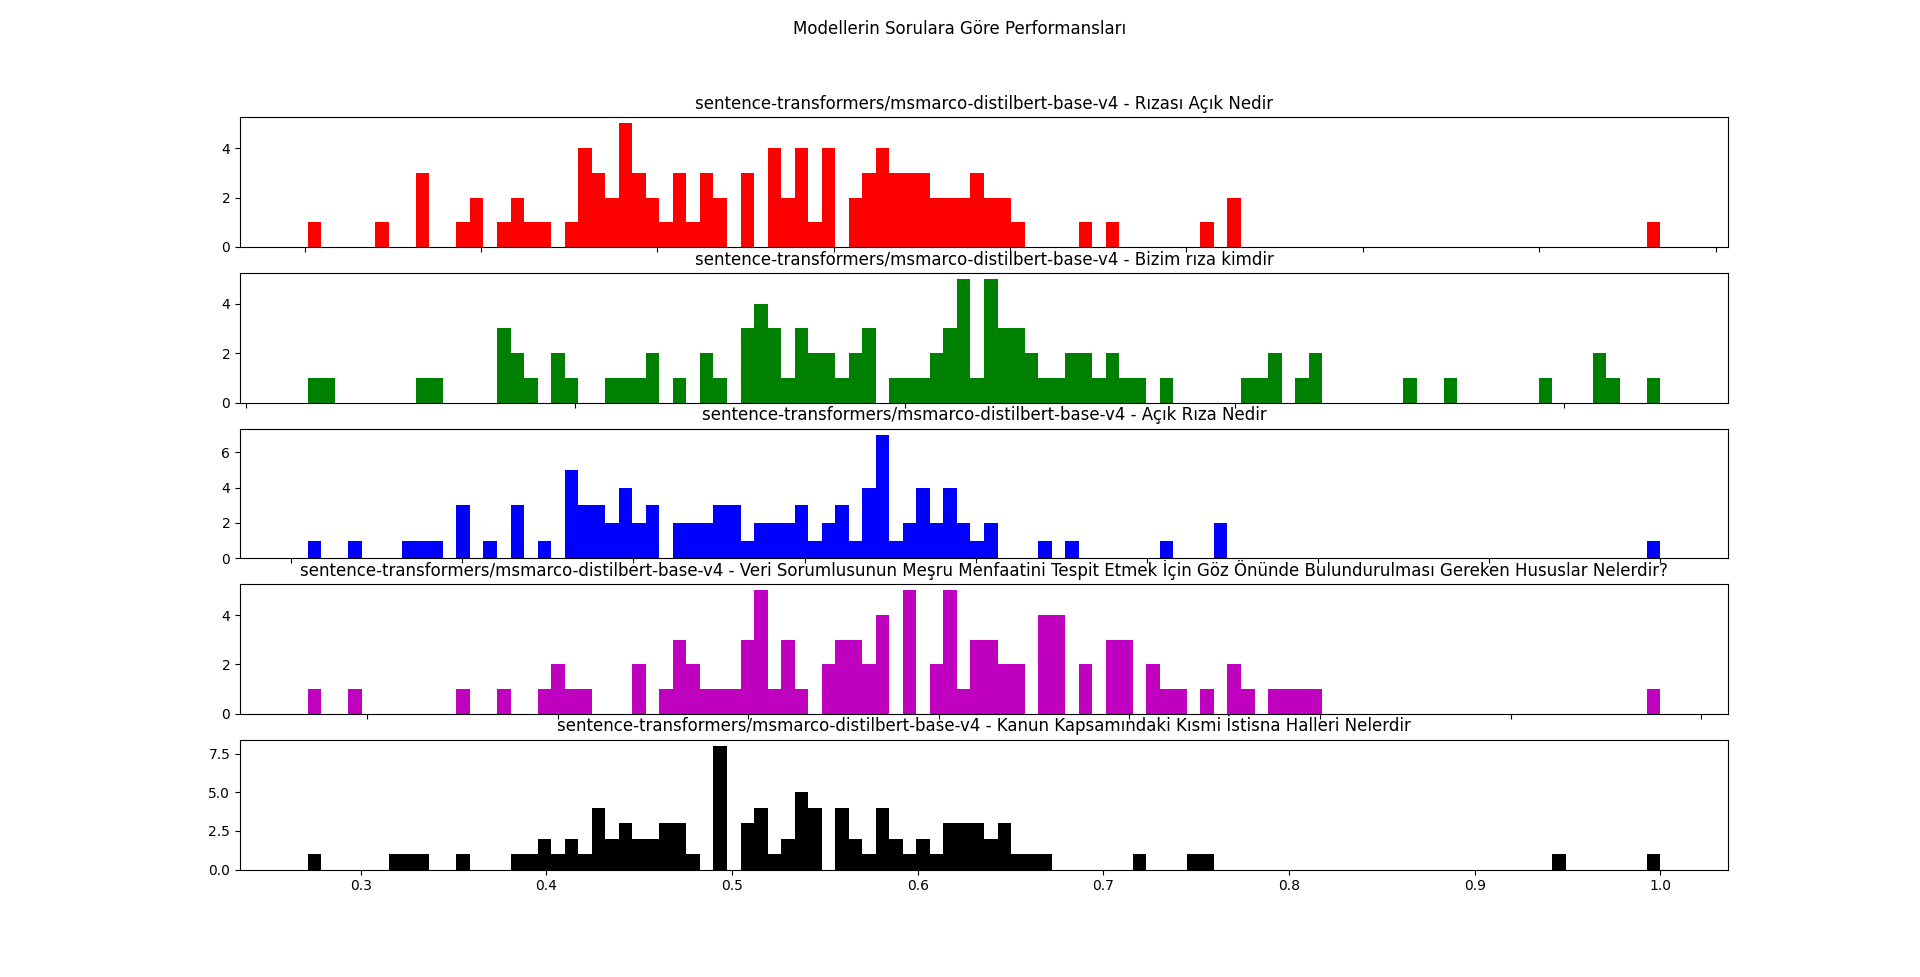 Modellerin Sorulara Göre Performansları
sentence-transformers/msmarco-distilbert-base-v4 - Rızası Açık Nedir
4
2
0
sentence-transformers/msmarco-distilbert-base-v4 - Bizim rıza kimdir
4
2
0
sentence-transformers/msmarco-distilbert-base-v4 - Açık Rıza Nedir
6
4
2
0
sentence-transformers/msmarco-distilbert-base-v4 - Veri Sorumlusunun Meşru Menfaatini Tespit Etmek İçin Göz Önünde Bulundurulması Gereken Hususlar Nelerdir?
4
2
0
sentence-transformers/msmarco-distilbert-base-v4 - Kanun Kapsamındaki Kısmi İstisna Halleri Nelerdir
7.5
5.0
2.5
0.0
0.3 0.4 0.5 0.6 0.7 0.8 0.9 1.0